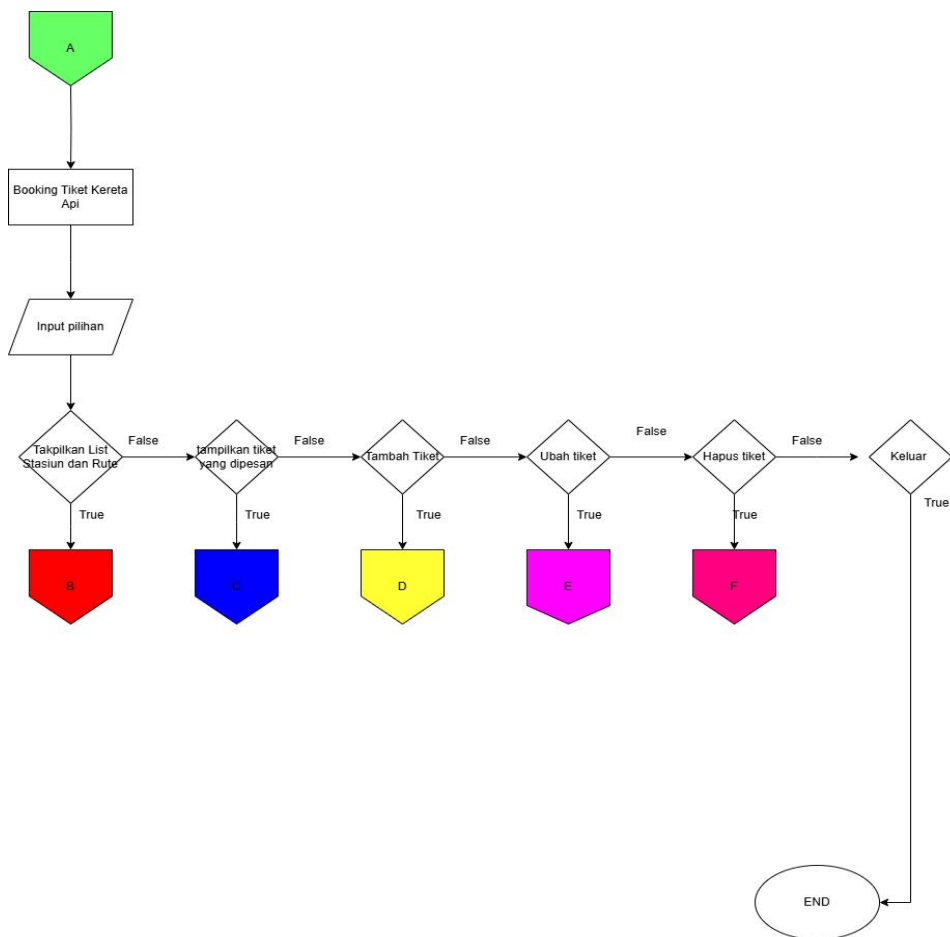 A
Booking Tiket Kereta
Api
Input pilihan
Takpilkan List
Stasiun dan Rute
False
tampilkan tiket
yang dipesan
False
Tambah Tiket
False
Ubah tiket
False
Hapus tiket
False
Keluar
True
True
True
True
True
True
B
C
D
E
F
END